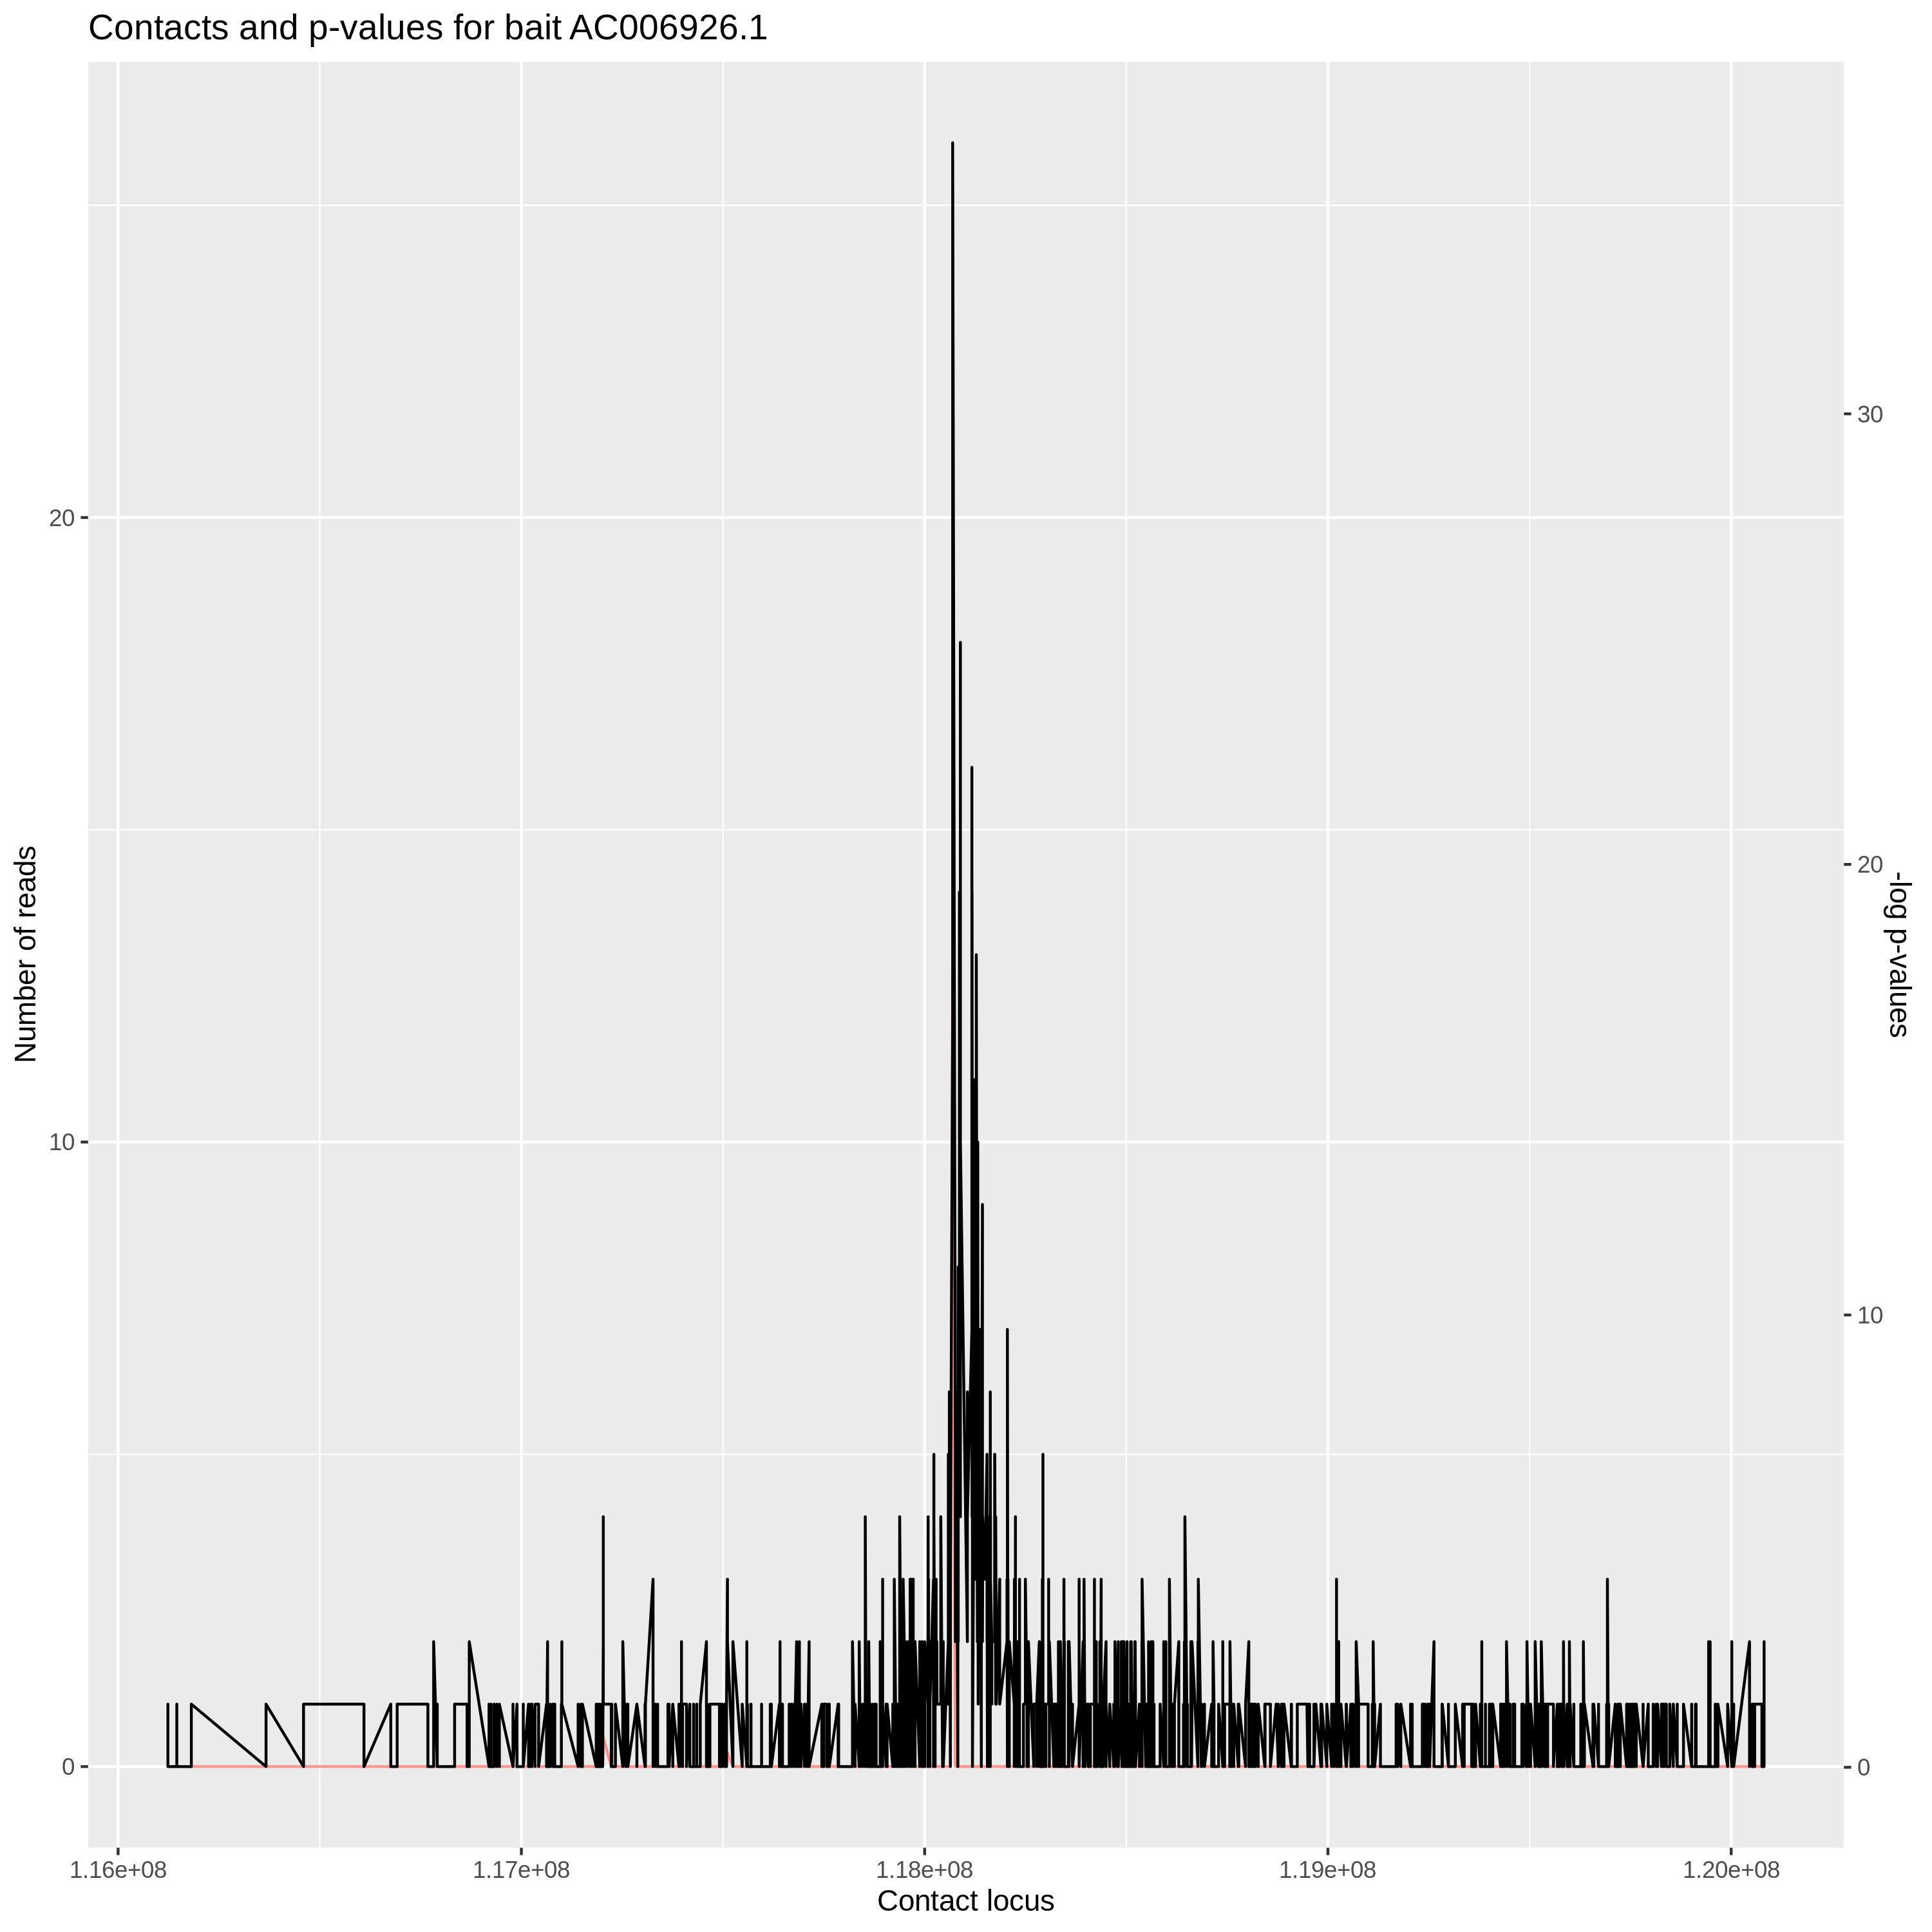 Contacts and p-values for bait AC006926.1
Number of reads
20
10
0
30
20
10
0
-log p-values
1.16e+08
1.17e+08
1.18e+08
1.19e+08
1.20e+08
Contact locus